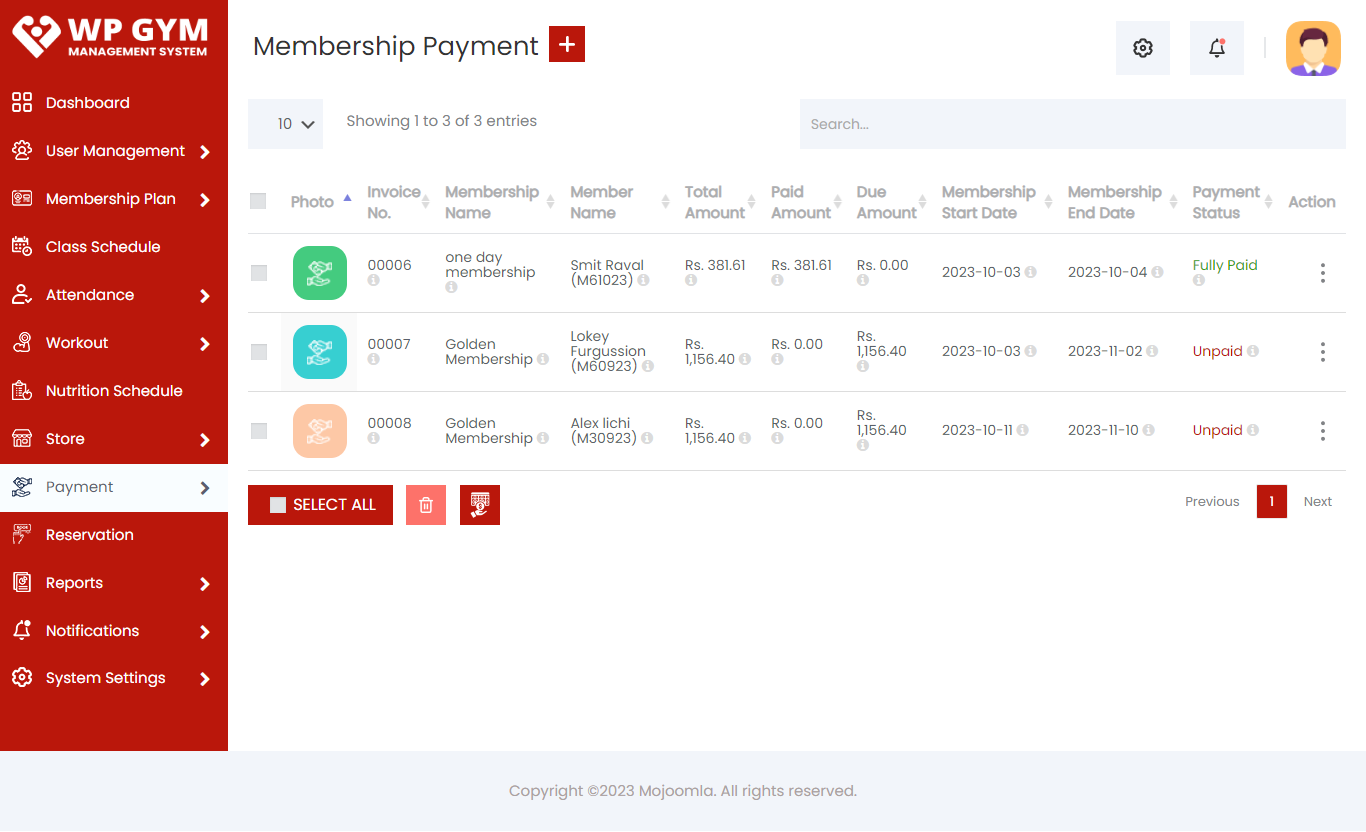 WP GYM
MANAGEMENT SYSTEM
Dashboard
User Management
Membership Plan
Class Schedule
Attendance
Workout
Nutrition Schedule
Store
Payment
Reservation
Reports
Notifications
System Settings
Membership Payment
10
Showing 1 to 3 of 3 entries
Search...
Photo
Invoice
No.
Membership
Name
Member
Name
Total
Amount
Paid
Amount
Due
Amount
Membership
Start Date
Membership
End Date
Payment
Status
Action
00006
one day
membership
Smit Raval
(M61023)
Rs. 381.61
Rs. 381.61
Rs. 0.00
2023-10-03
2023-10-04
Fully Paid
00007
Golden
Membership
Lokey
Furgussion
(M60923)
Rs.
1,156.40
Rs. 0.00
Rs.
1,156.40
2023-10-03
2023-11-02
Unpaid
00008
Golden
Membership
Alex lichi
(M30923)
Rs.
1,156.40
Rs. 0.00
Rs.
1,156.40
2023-10-11
2023-11-10
Unpaid
SELECT ALL
Previous
1
Next
Copyright ©2023 Mojoomla. All rights reserved.